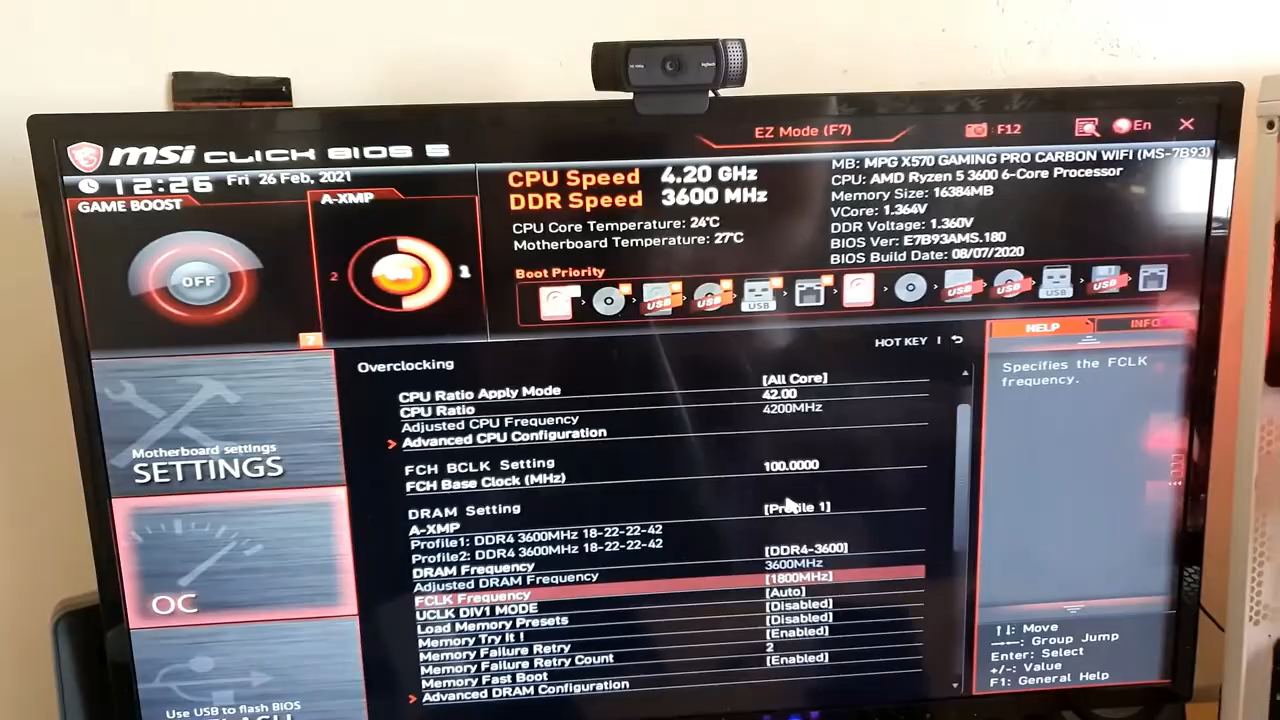 logitech
msi CLICK BIOS 5
EZ Mode (F7)
: F12
En
12:26 Fri 26 Feb, 2021
GAME BOOST
OFF
A-XMP
2
1
CPU Speed 4.20 GHz
DDR Speed 3600 MHz
CPU Core Temperature: 24°C
Motherboard Temperature: 27°C
MB: MPG X570 GAMING PRO CARBON WIFI (MS-7B93)
CPU: AMD Ryzen 5 3600 6-Core Processor
Memory Size: 16384MB
VCore: 1.364V
DDR Voltage: 1.360V
BIOS Ver: E7B93AMS.180
BIOS Build Date: 08/07/2020
Boot Priority
USB
USB
USB
USB
USB
USB
USB
HOT KEY
Motherboard settings
SETTINGS
OC
Use USB to flash BIOS
Overclocking
CPU Ratio Apply Mode [All Core]
CPU Ratio 42.00
Adjusted CPU Frequency 4200MHz
> Advanced CPU Configuration
FCH BCLK Setting
FCH Base Clock (MHz) 100.0000
DRAM Setting
A-XMP [Profile 1]
Profile1: DDR4 3600MHz 18-22-22-42
Profile2: DDR4 3600MHz 18-22-22-42
DRAM Frequency [DDR4-3600]
Adjusted DRAM Frequency 3600MHz
FCLK Frequency [1800MHz]
UCLK DIV1 MODE [Auto]
Load Memory Presets [Disabled]
Memory Try It ! [Disabled]
Memory Failure Retry [Enabled]
Memory Failure Retry Count 2
Memory Fast Boot [Enabled]
> Advanced DRAM Configuration
HELP
INFO
Specifies the FCLK
frequency.
↑↓: Move
→←: Group Jump
Enter: Select
+/-: Value
F1: General Help